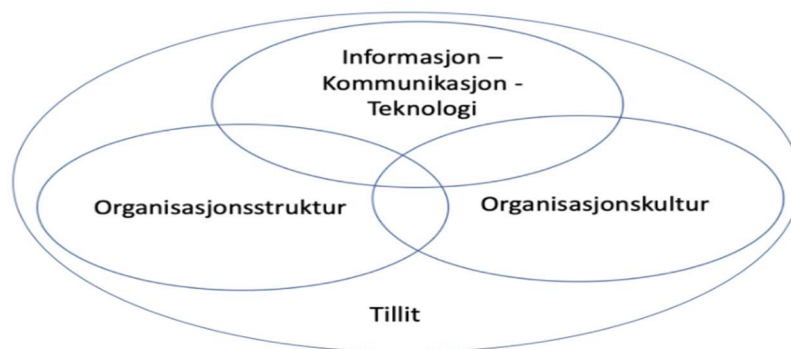 Informasjon –
Kommunikasjon -
Teknologi
Organisasjonsstruktur
Organisasjonskultur
Tillit